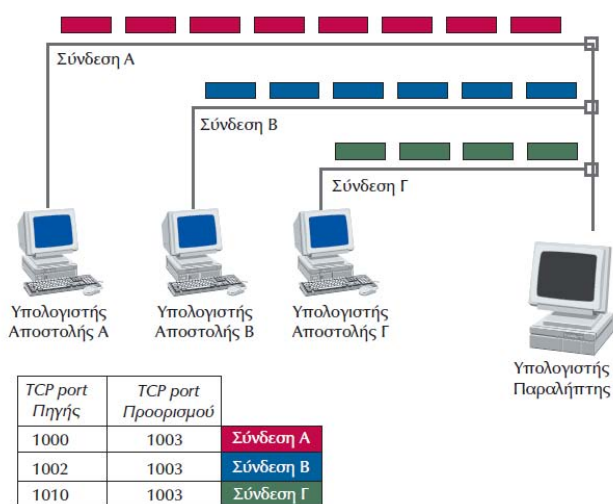 Σύνδεση Α
Σύνδεση Β
Σύνδεση Γ
Υπολογιστής
Αποστολής Α
Υπολογιστής
Αποστολής Β
Υπολογιστής
Αποστολής Γ
Υπολογιστής
Παραλήπτης
TCP port
Πηγής
TCP port
Προορισμού
1000 1003 Σύνδεση Α
1002 1003 Σύνδεση Β
1010 1003 Σύνδεση Γ